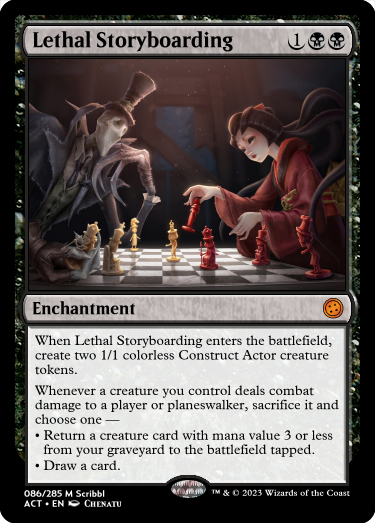 Lethal Storyboarding 1
Enchantment
When Lethal Storyboarding enters the battlefield,
create two 1/1 colorless Construct Actor creature
tokens.
Whenever a creature you control deals combat
damage to a player or planeswalker, sacrifice it and
choose one —
• Return a creature card with mana value 3 or less
from your graveyard to the battlefield tapped.
• Draw a card.
086/285 M Scribbl
ACT • EN Chenatu
™ & © 2023 Wizards of the Coast